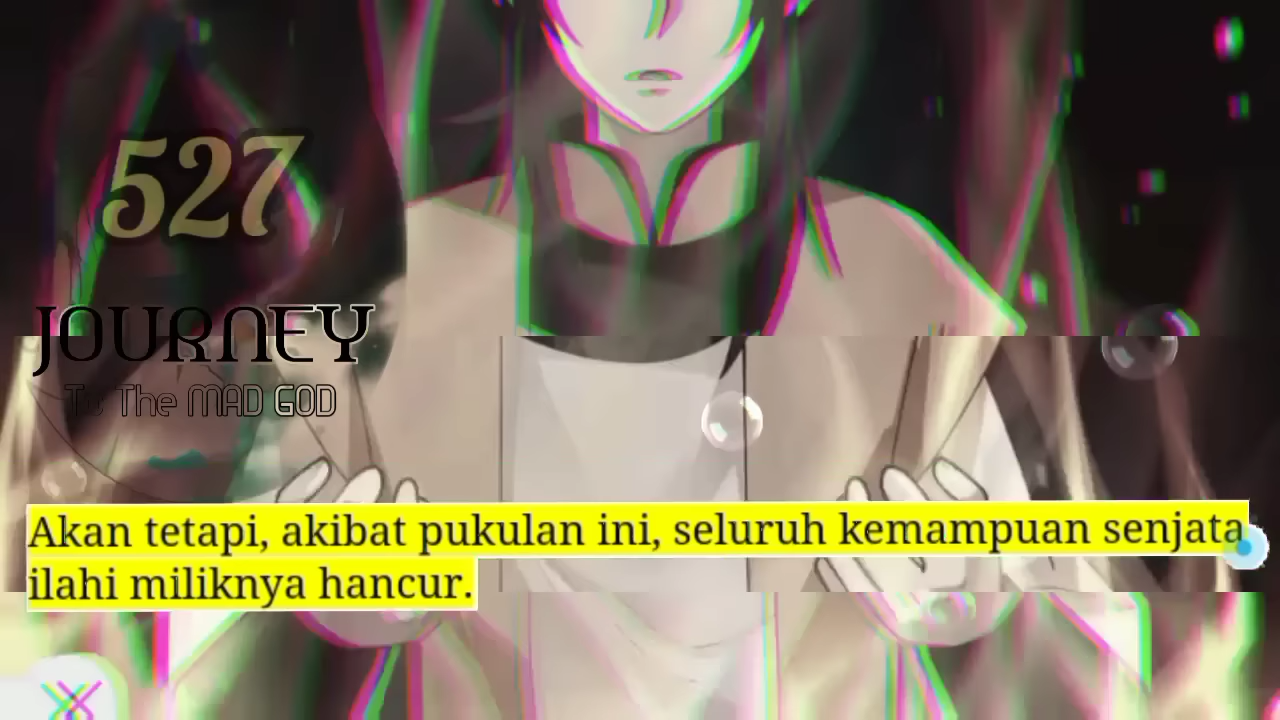 527
JOURNEY
To The MAD GOD
Akan tetapi, akibat pukulan ini, seluruh kemampuan senjata
ilahi miliknya hancur.